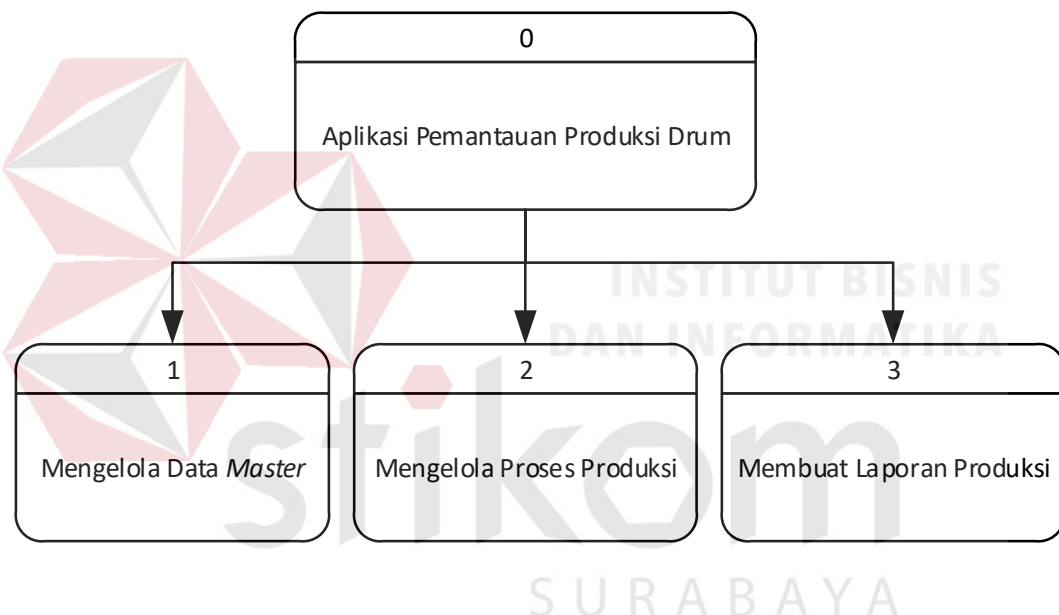 0
Aplikasi Pemantauan Produksi Drum
INSTITUT BISNIS
DAN INFORMATIKA
1
2
3
Mengelola Data Master
Mengelola Proses Produksi
Membuat Laporan Produksi
stikom
SURABAYA